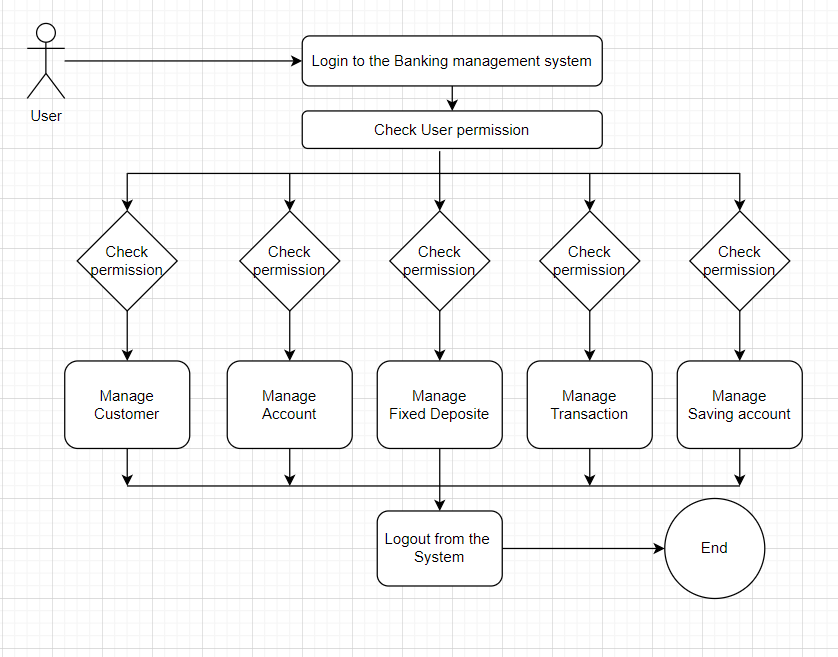 Login to the Banking management system
User
Check User permission
Check
permission
Check
permission
Check
permission
Check
permission
Check
permission
Manage
Customer
Manage
Account
Manage
Fixed Deposite
Manage
Transaction
Manage
Saving account
Logout from the
System
End